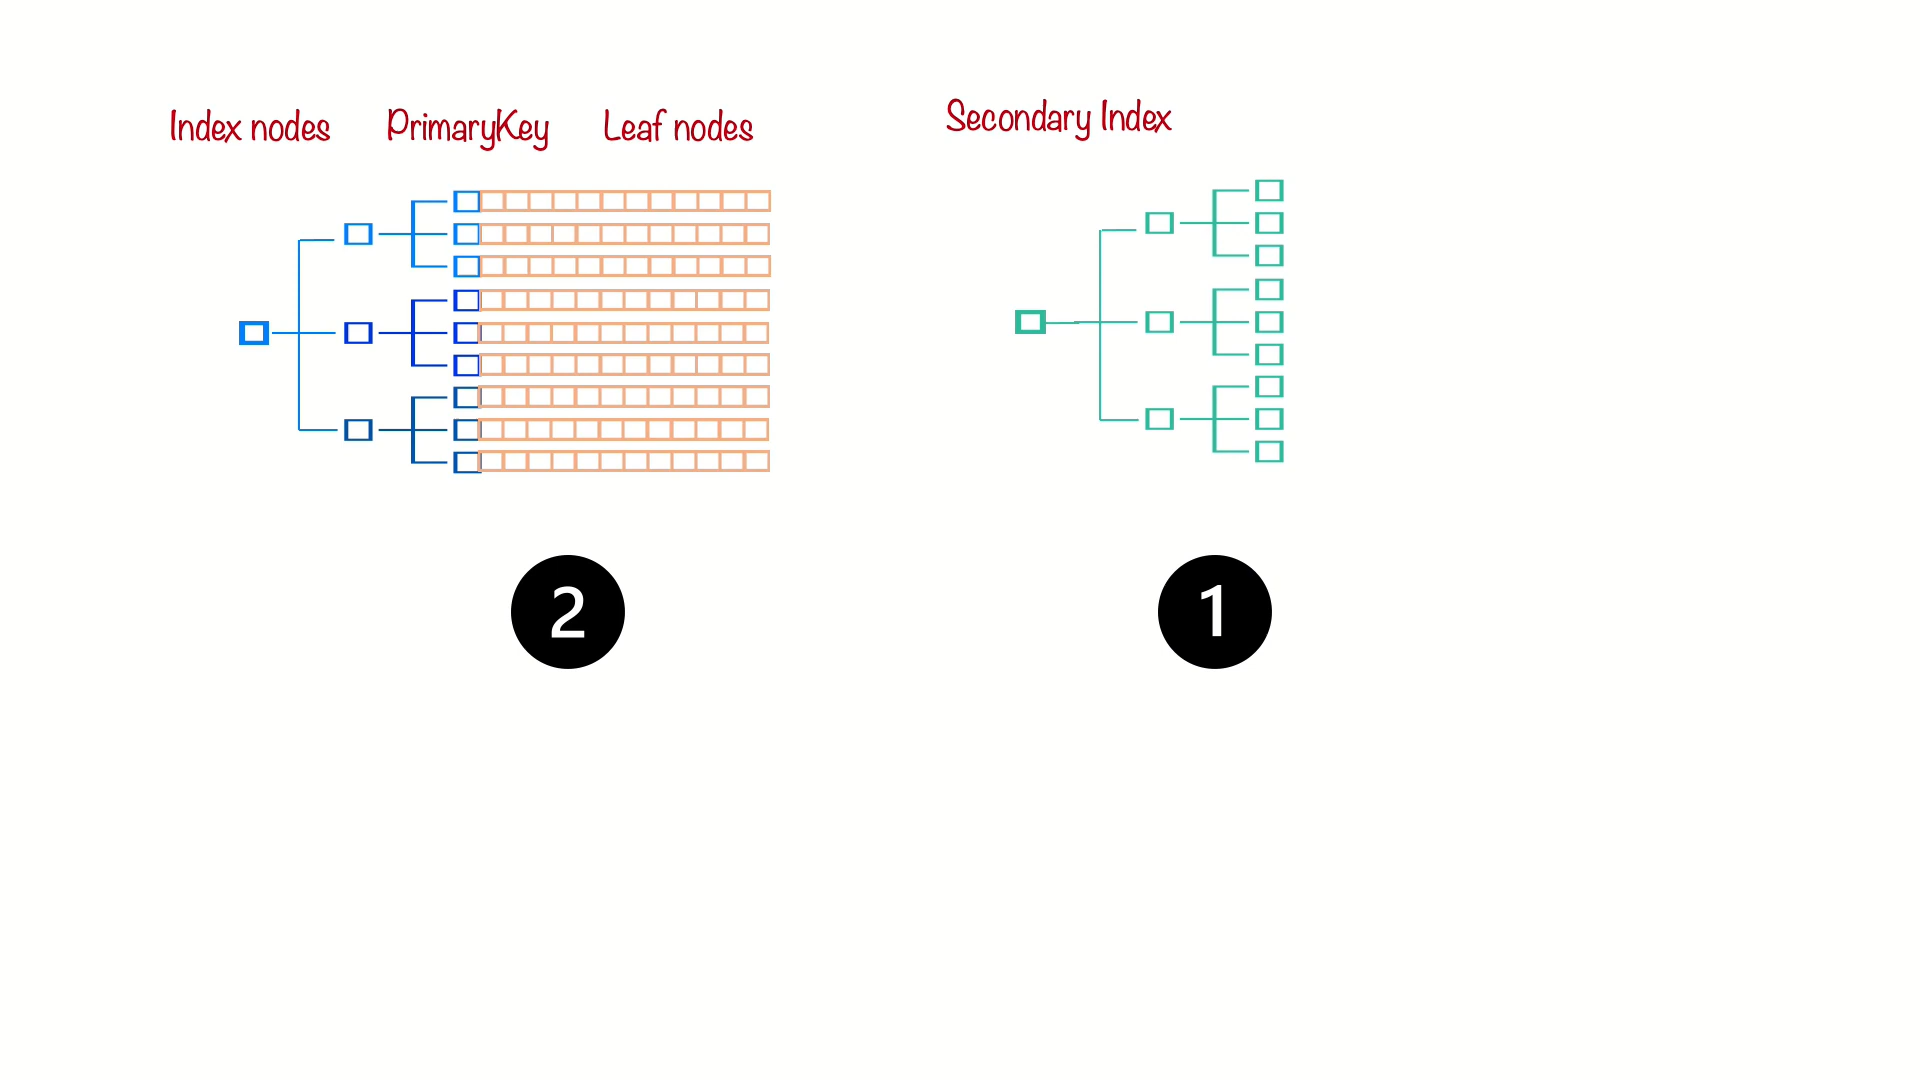 Index nodes
PrimaryKey
Leaf nodes
Secondary Index
2
1